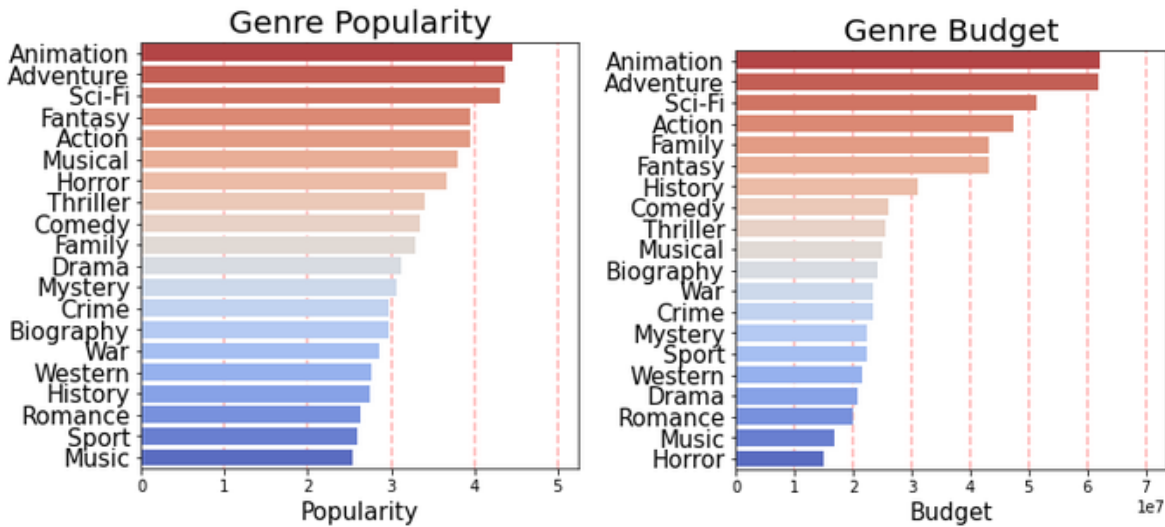 Genre Popularity
Animation
Adventure
Sci-Fi
Fantasy
Action
Musical
Horror
Thriller
Comedy
Family
Drama
Mystery
Crime
Biography
War
Western
History
Romance
Sport
Music
0 1 2 3 4 5
Popularity
Genre Budget
Animation
Adventure
Sci-Fi
Action
Family
Fantasy
History
Comedy
Thriller
Musical
Biography
War
Crime
Mystery
Sport
Western
Drama
Romance
Music
Horror
0 1 2 3 4 5 6 7
1e7
Budget